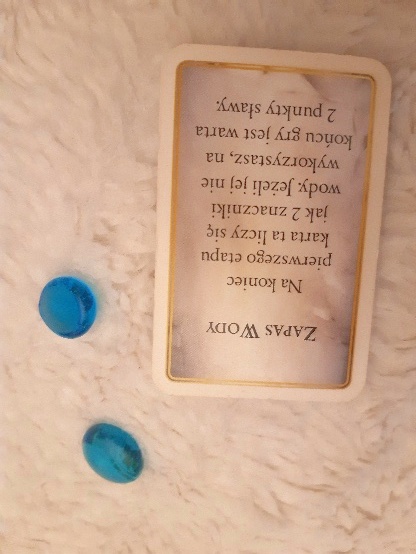 Zapas Wody
Na koniec
pierwszego etapu
karta ta liczy się
jak 2 znaczniki
wody. Jeżeli jej nie
wykorzystasz, na
końcu gry jest warta
2 punkty sławy.